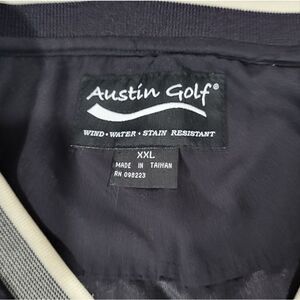 Austin Golf®
WIND • WATER • STAIN RESISTANT
XXL
MADE IN TAIWAN
RN 098223